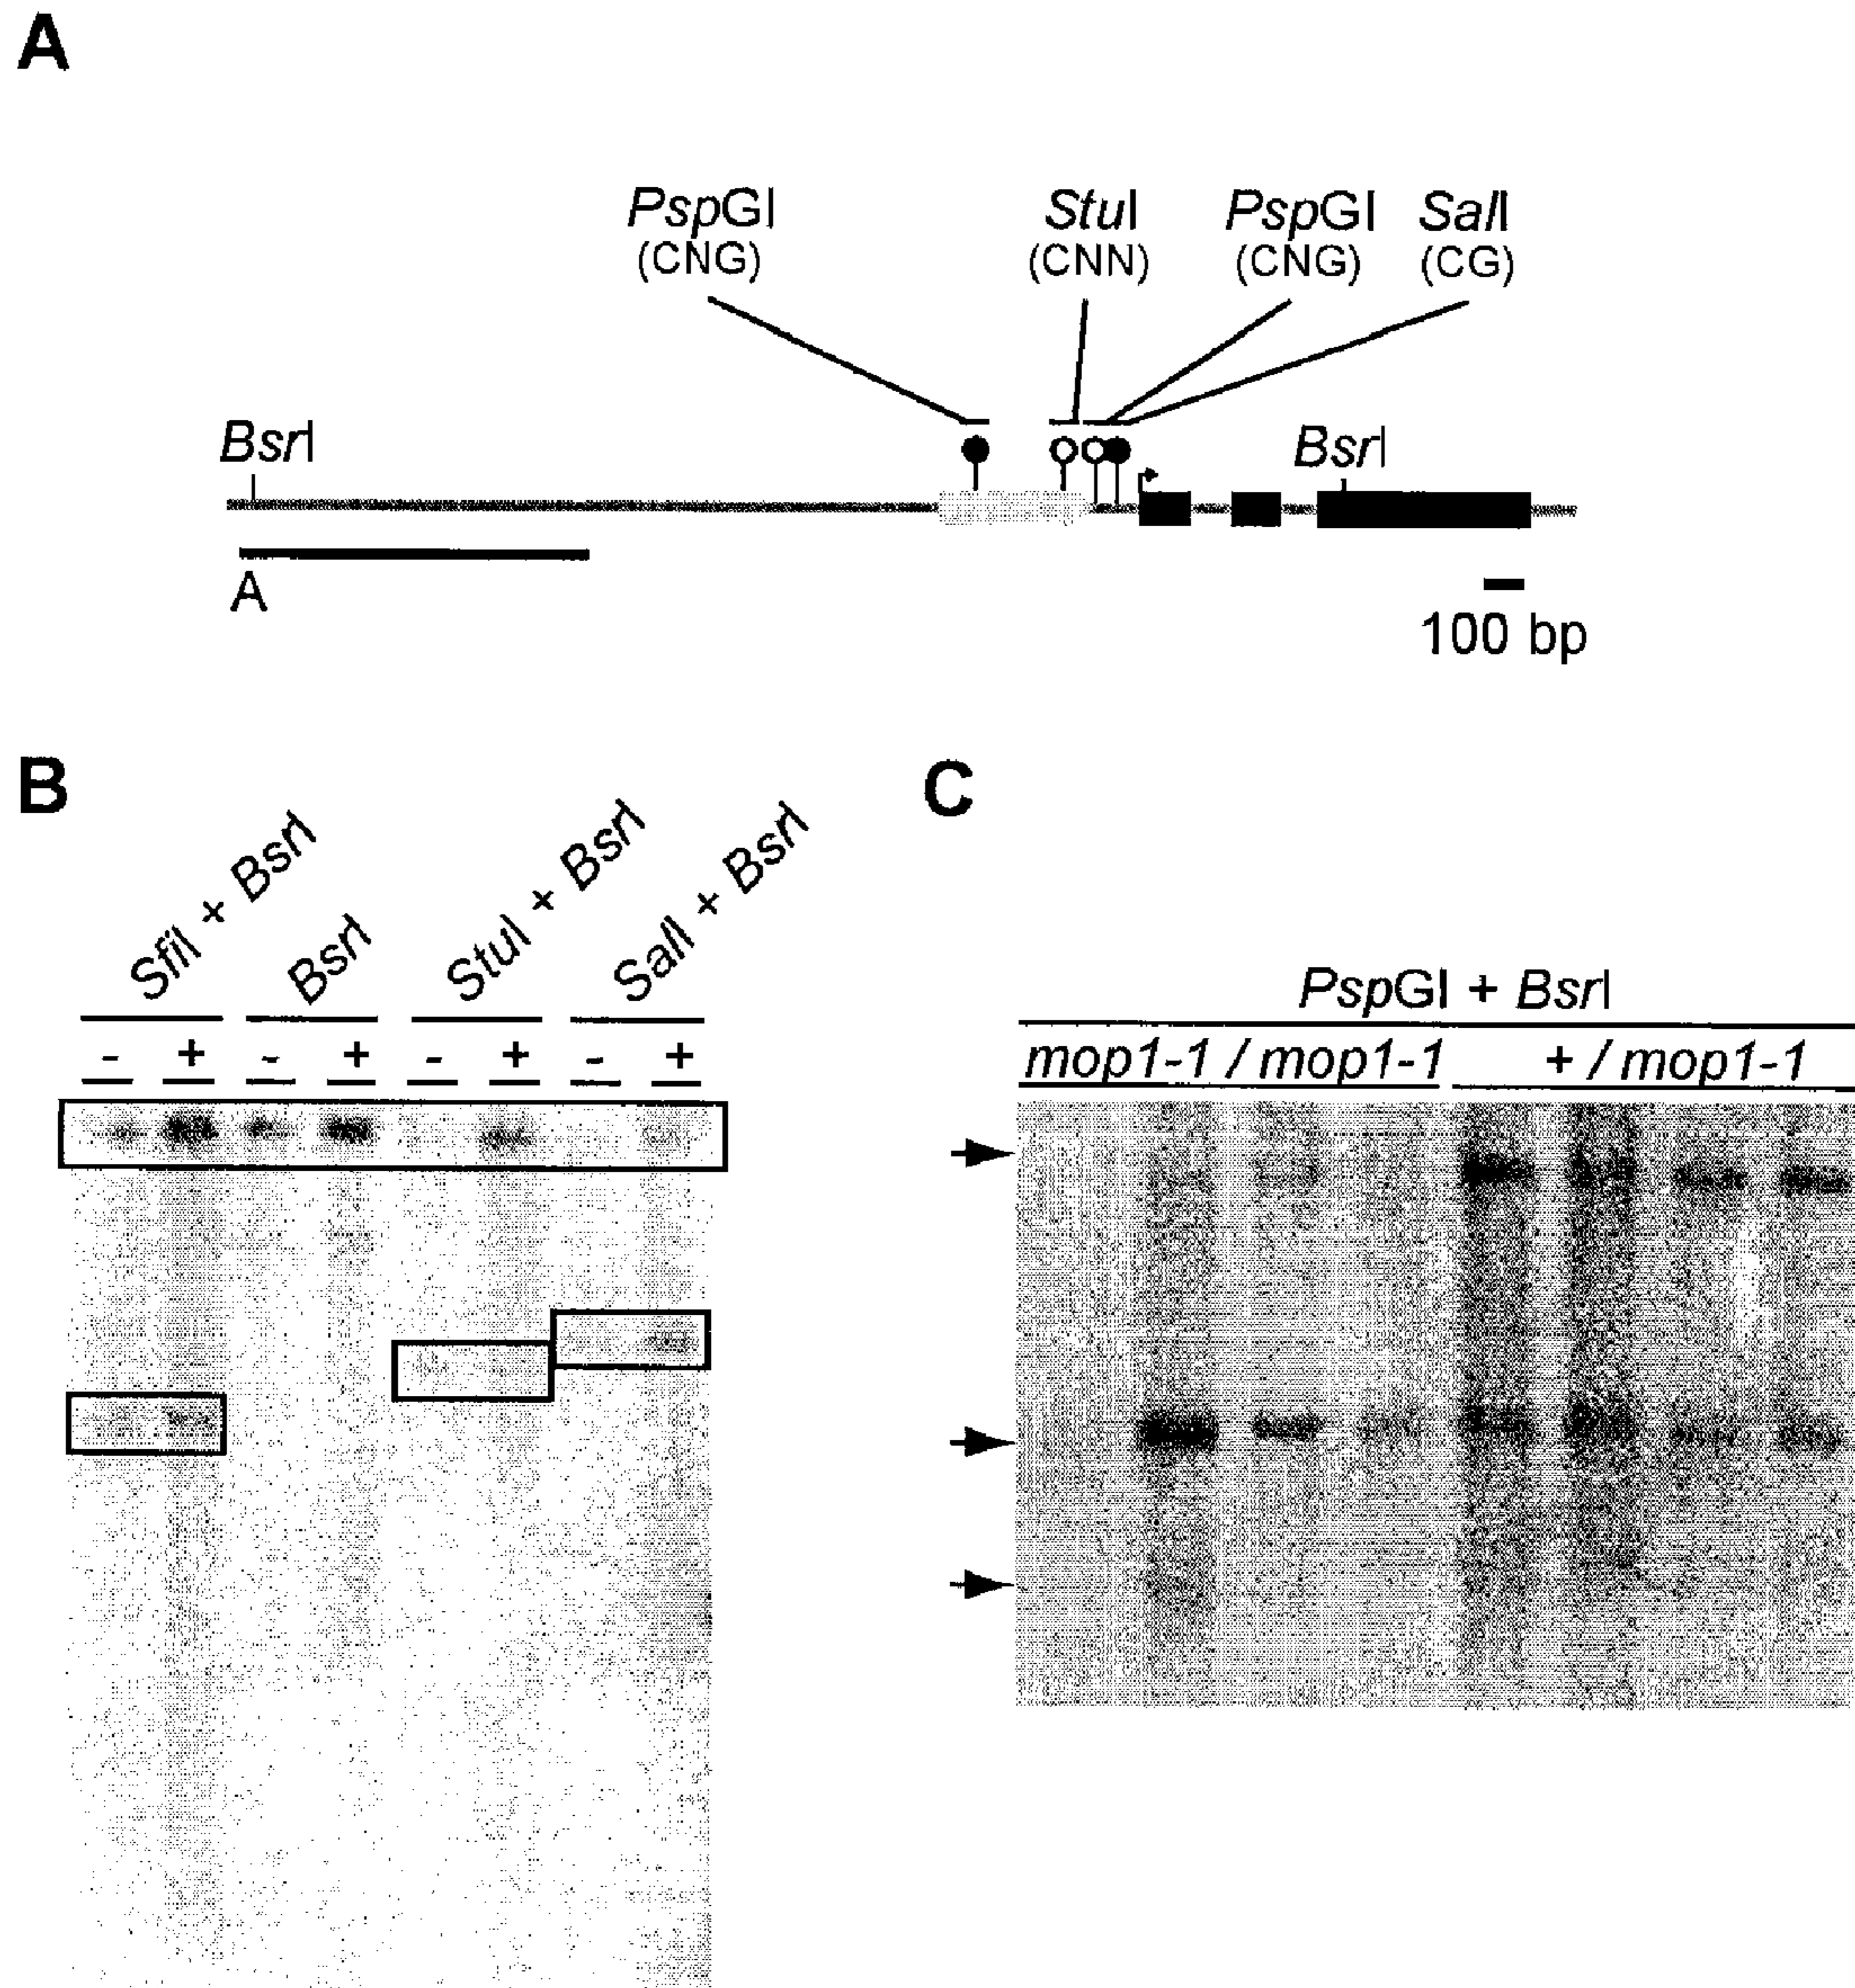 A
PspGI StuI PspGI SalI
(CNG) (CNN) (CNG) (CG)
BsrI BsrI
A
100 bp
B
SfiI + BsrI BsrI StuI + BsrI SalI + BsrI
- + - + - + - +
C
PspGI + BsrI
mop1-1 / mop1-1 + / mop1-1